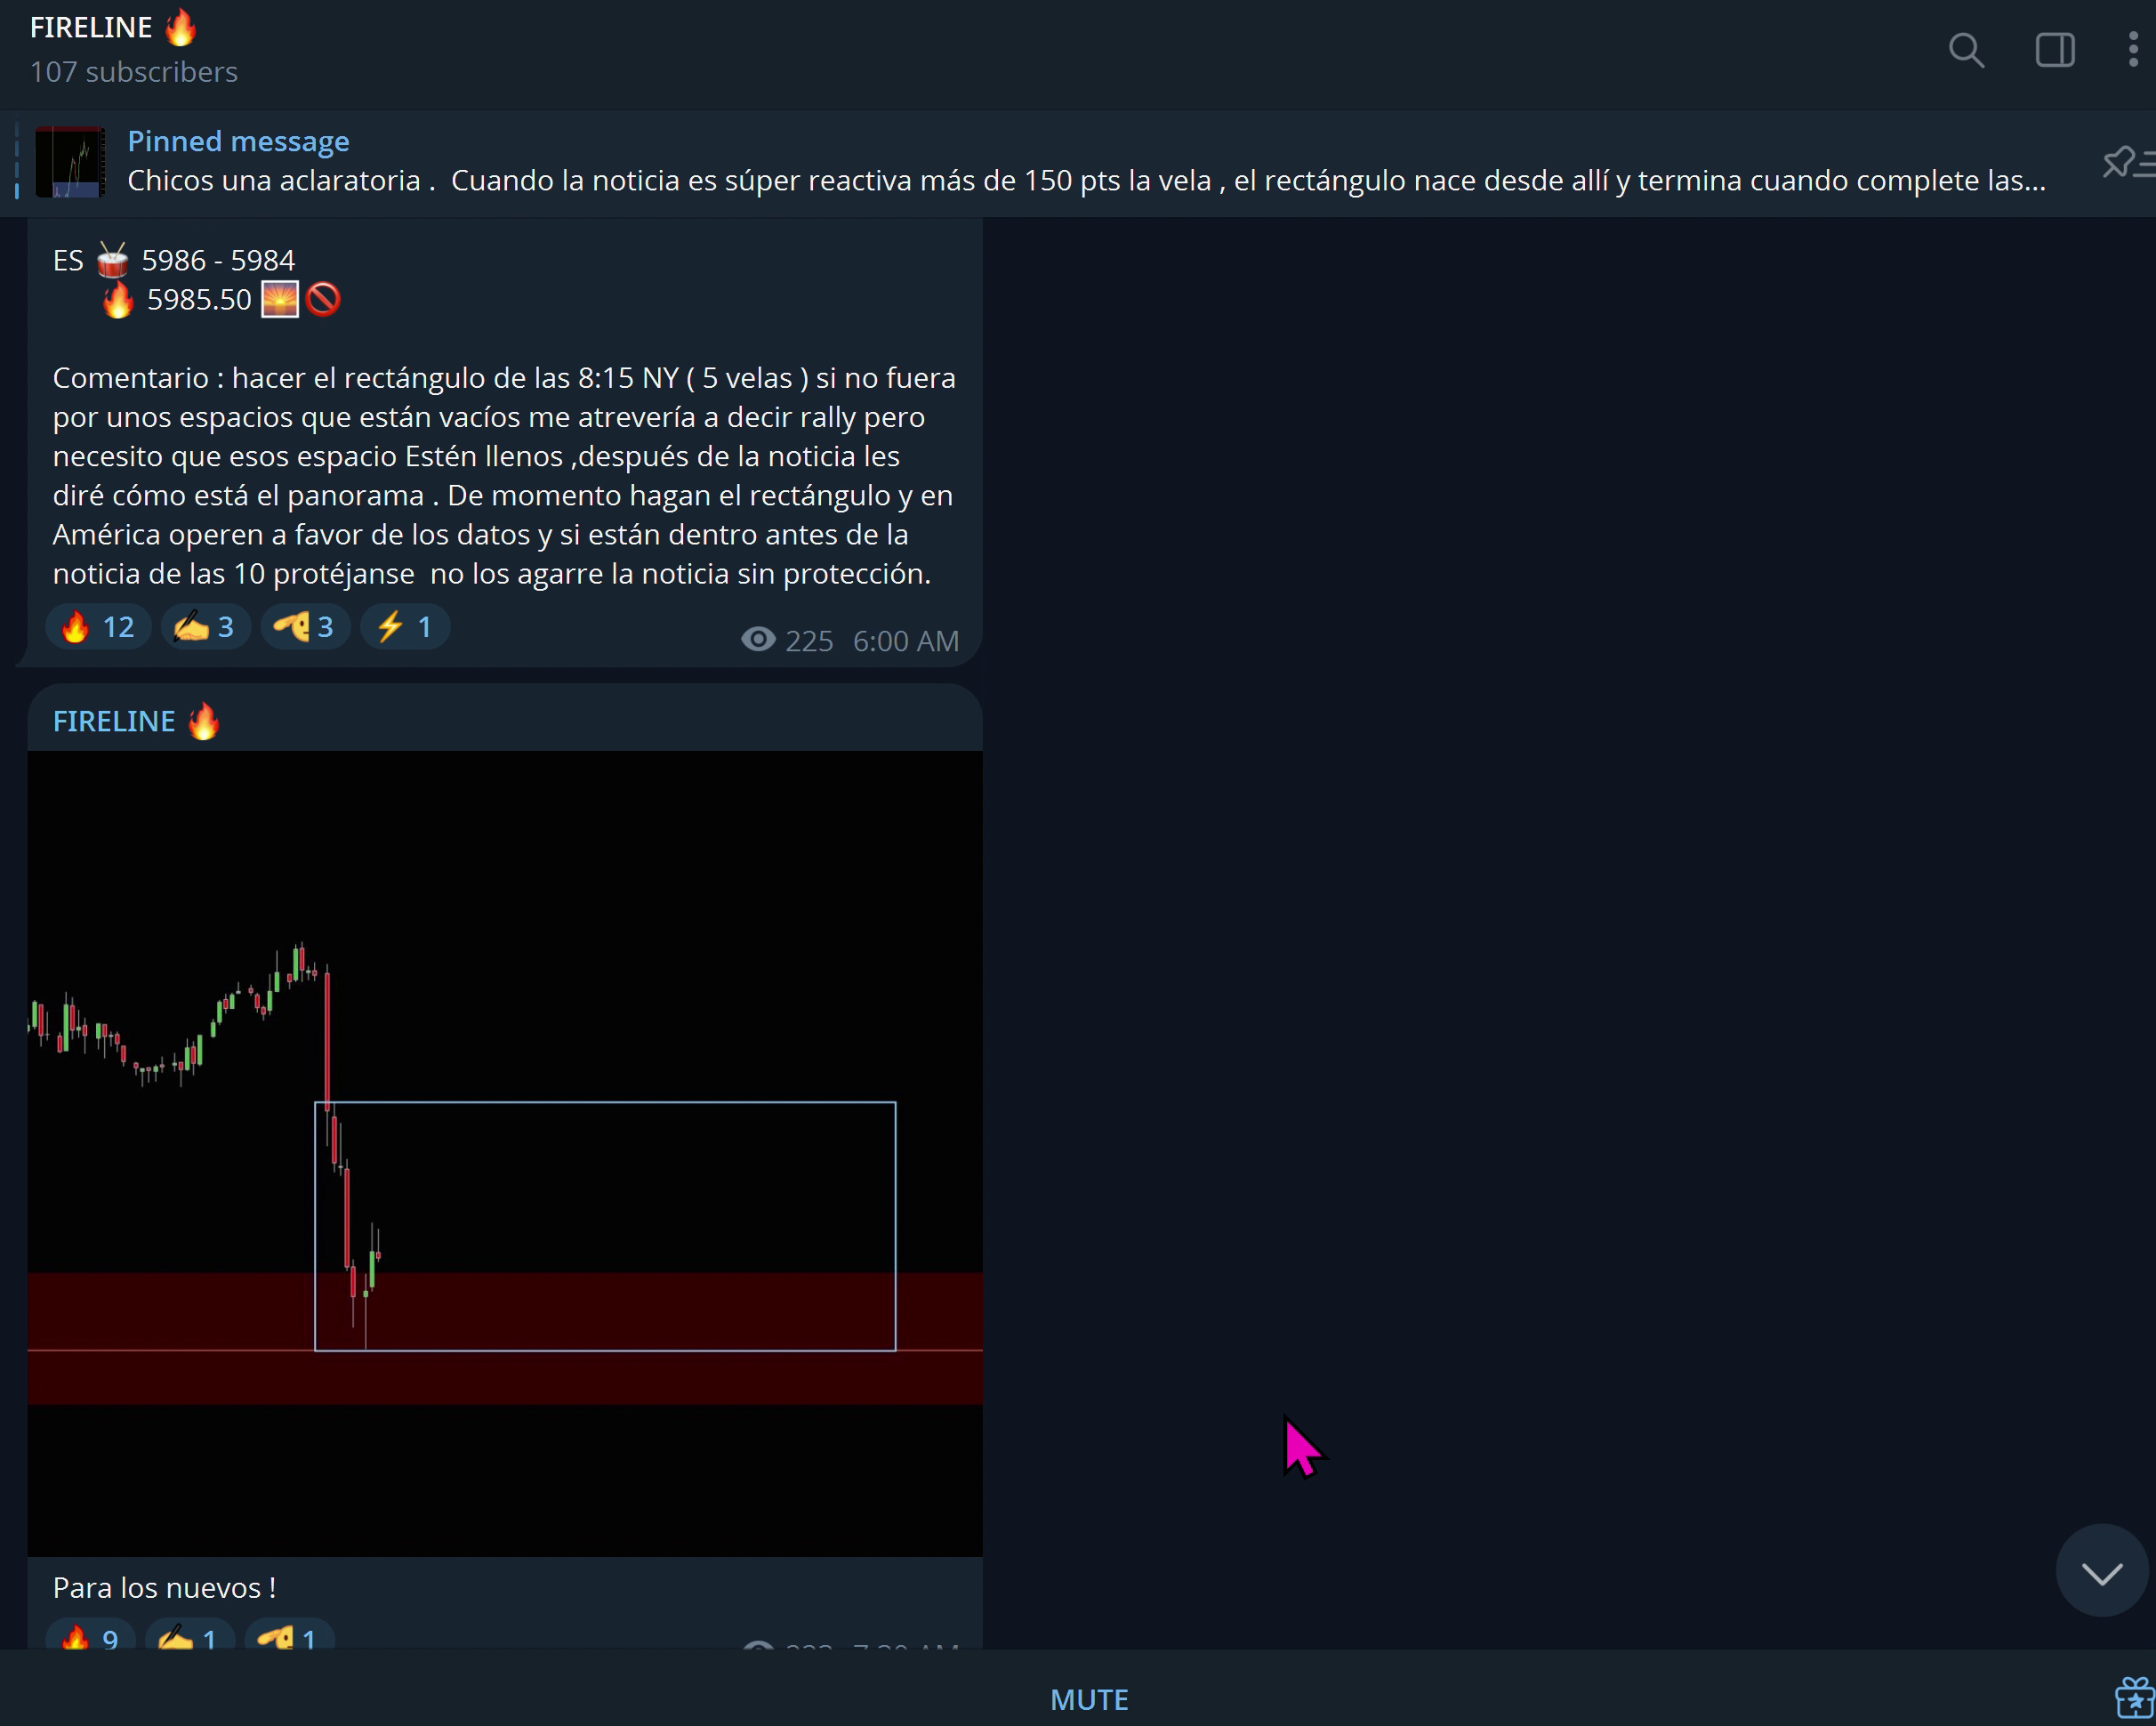 FIRELINE 🔥
107 subscribers
Pinned message
Chicos una aclaratoria .  Cuando la noticia es súper reactiva más de 150 pts la vela , el rectángulo nace desde allí y termina cuando complete las...
ES 🥁 5986 - 5984
🔥 5985.50 🌅🚫
Comentario : hacer el rectángulo de las 8:15 NY ( 5 velas ) si no fuera
por unos espacios que están vacíos me atrevería a decir rally pero
necesito que esos espacio Estén llenos ,después de la noticia les
diré cómo está el panorama . De momento hagan el rectángulo y en
América operen a favor de los datos y si están dentro antes de la
noticia de las 10 protéjanse  no los agarre la noticia sin protección.
🔥 12 ✍ 3 🫡 3 ⚡ 1 225 6:00 AM
FIRELINE 🔥
Para los nuevos !
🔥 9 ✍ 1 🫡 1
MUTE